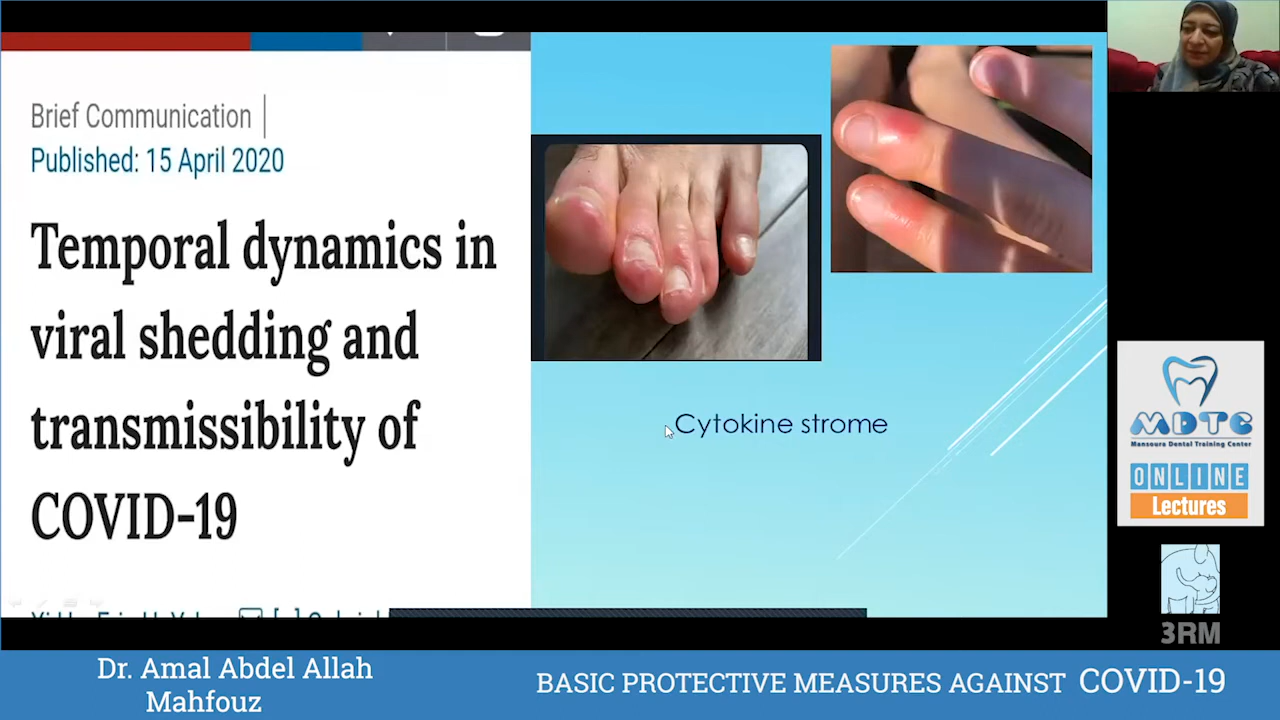 Brief Communication
Published: 15 April 2020
Temporal dynamics in
viral shedding and
transmissibility of
COVID-19
Cytokine strome
MDTC
Mansoura Dental Training Center
ONLINE
Lectures
3RM
Dr. Amal Abdel Allah
Mahfouz
BASIC PROTECTIVE MEASURES AGAINST COVID-19